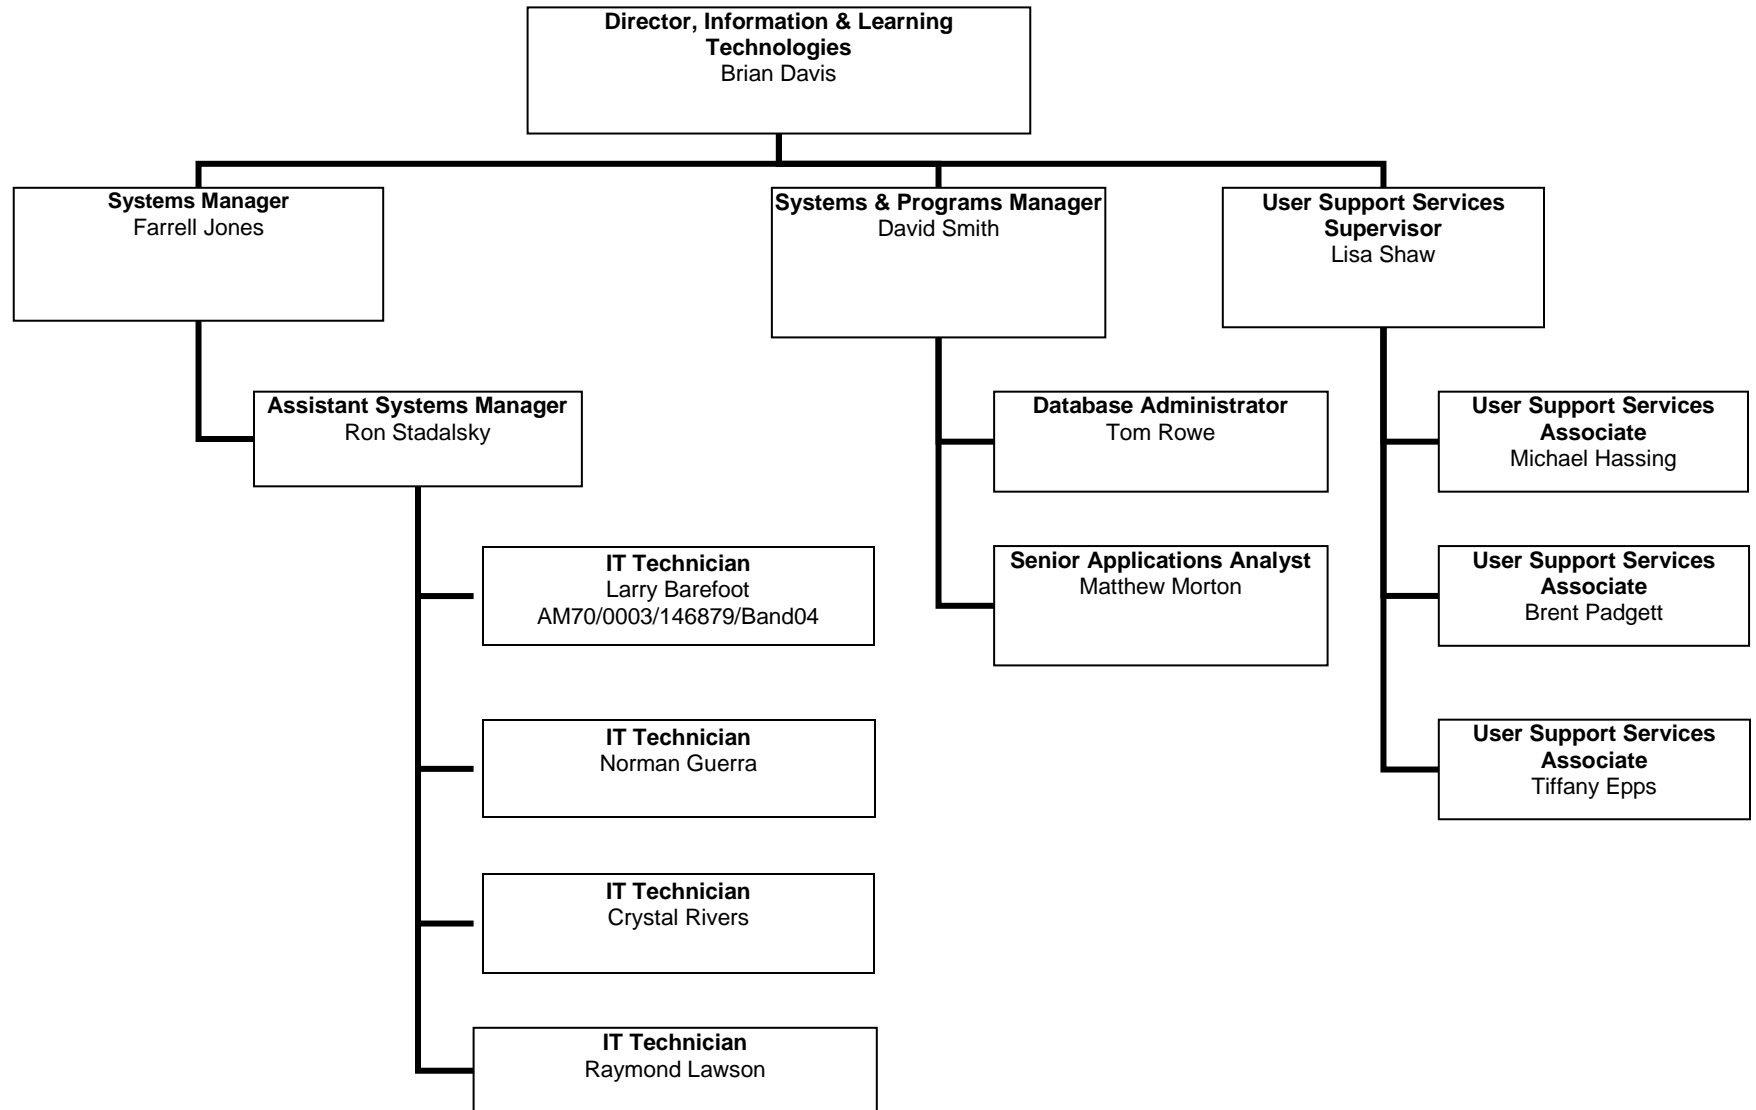 Director, Information & Learning
Technologies
Brian Davis
Systems Manager
Farrell Jones
Systems & Programs Manager
David Smith
User Support Services
Supervisor
Lisa Shaw
Assistant Systems Manager
Ron Stadalsky
Database Administrator
Tom Rowe
User Support Services
Associate
Michael Hassing
IT Technician
Larry Barefoot
AM70/0003/146879/Band04
Senior Applications Analyst
Matthew Morton
User Support Services
Associate
Brent Padgett
IT Technician
Norman Guerra
User Support Services
Associate
Tiffany Epps
IT Technician
Crystal Rivers
IT Technician
Raymond Lawson